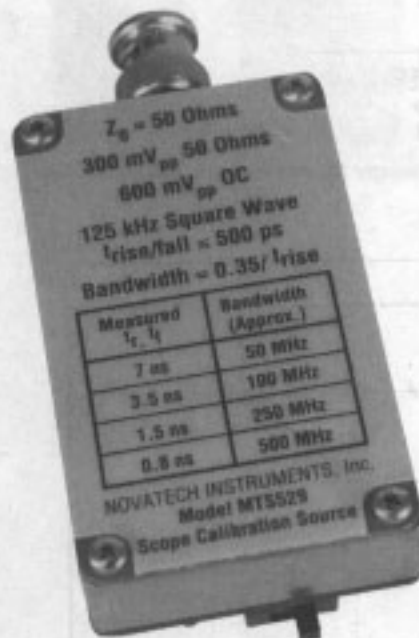 Z₀ = 50 Ohms
300 mVpp 50 Ohms
600 mVpp OC
125 kHz Square Wave
trise/fall ≈ 500 ps
Bandwidth ≈ 0.35/ trise
Measured tr, tf Bandwidth (Approx.)
7 ns 50 MHz
3.5 ns 100 MHz
1.5 ns 250 MHz
0.8 ns 500 MHz
NOVATECH INSTRUMENTS, Inc.
Model MTS529
Scope Calibration Source